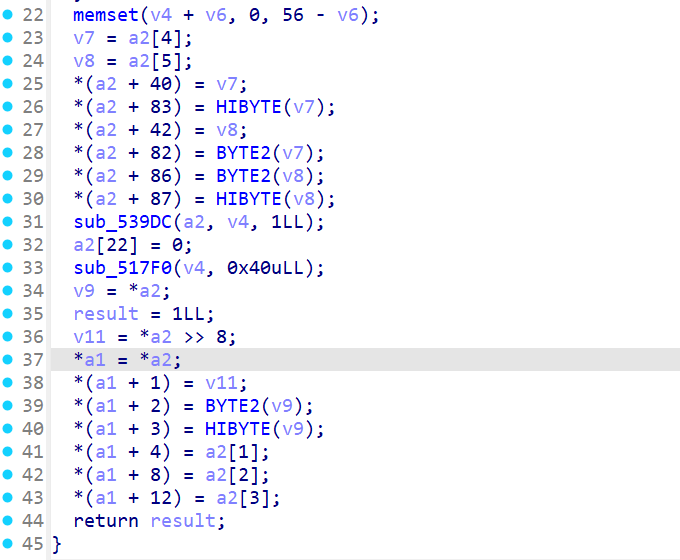 22 memset(v4 + v6, 0, 56 - v6);
23 v7 = a2[4];
24 v8 = a2[5];
25 *(a2 + 40) = v7;
26 *(a2 + 83) = HIBYTE(v7);
27 *(a2 + 42) = v8;
28 *(a2 + 82) = BYTE2(v7);
29 *(a2 + 86) = BYTE2(v8);
30 *(a2 + 87) = HIBYTE(v8);
31 sub_539DC(a2, v4, 1LL);
32 a2[22] = 0;
33 sub_517F0(v4, 0x40uLL);
34 v9 = *a2;
35 result = 1LL;
36 v11 = *a2 >> 8;
37 *a1 = *a2;
38 *(a1 + 1) = v11;
39 *(a1 + 2) = BYTE2(v9);
40 *(a1 + 3) = HIBYTE(v9);
41 *(a1 + 4) = a2[1];
42 *(a1 + 8) = a2[2];
43 *(a1 + 12) = a2[3];
44 return result;
45 }